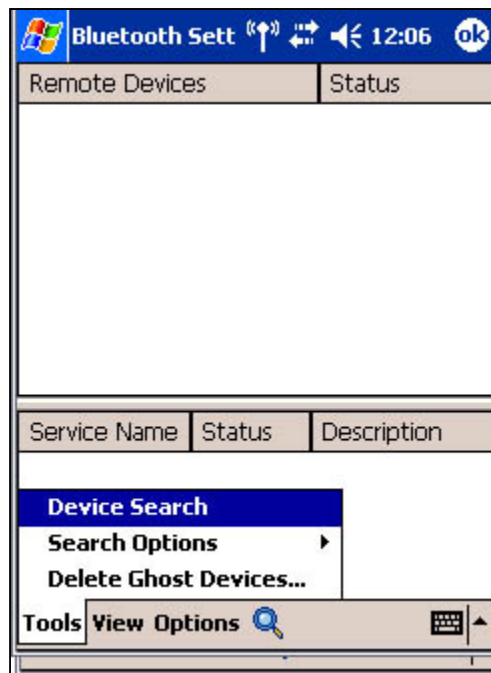 Bluetooth Sett 12:06 ok
Remote Devices Status
Service Name Status Description
Device Search
Search Options
Delete Ghost Devices...
Tools View Options